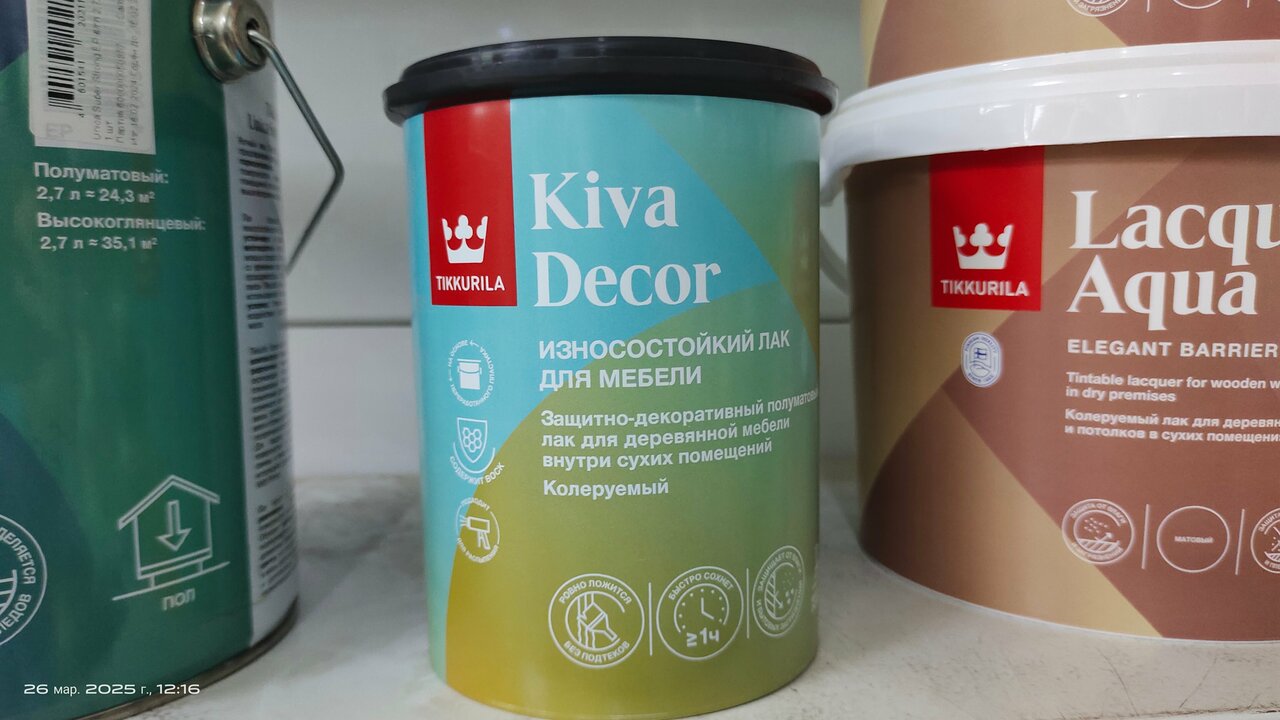 Полуматовый:
2,7 л ≈ 24,3 м²
Высокоглянцевый:
2,7 л ≈ 35,1 м²
ПОЛ
TIKKURILA
Kiva
Decor
ИЗНОСОСТОЙКИЙ ЛАК
ДЛЯ МЕБЕЛИ
Защитно-декоративный
лак для деревянной мебели
внутри сухих помещений
Колеруемый
СОДЕРЖИТ ВОСК
РОВНО ЛОЖИТСЯ
БЕЗ ПОДТЕКОВ
БЫСТРО СОХНЕТ
≥1ч
TIKKURILA
Lacqu
Aqua
ELEGANT BARRIER
Tintable lacquer for wooden w
in dry premises
Колеруемый лак для деревян
и потолков в сухих помещени
МАТОВЫЙ
26 мар. 2025 г., 12:16